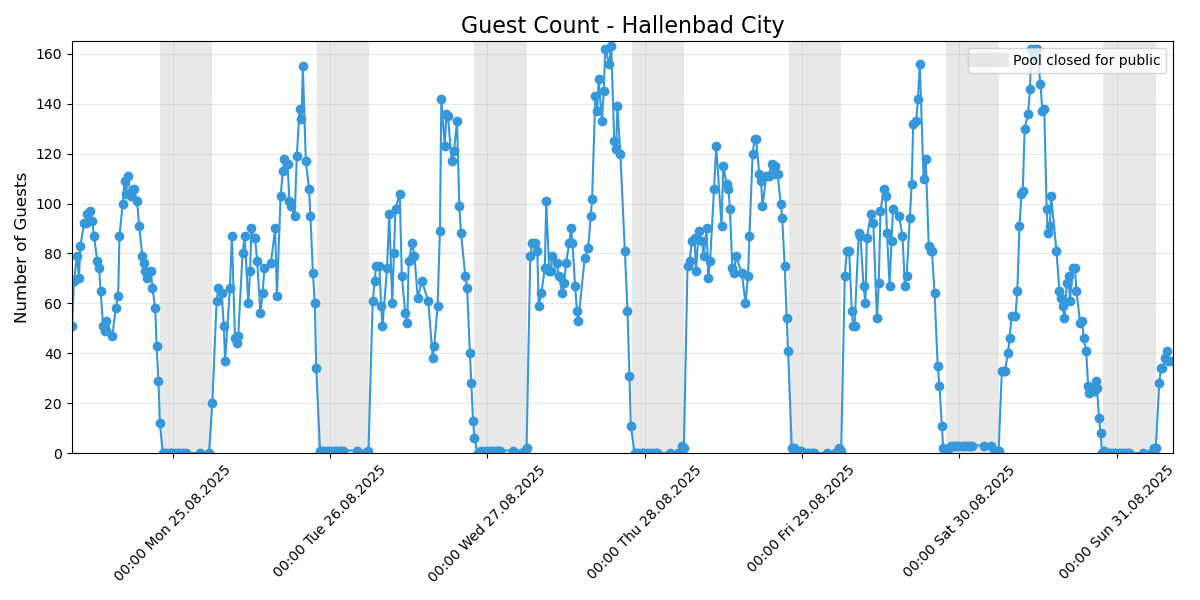 Guest Count - Hallenbad City
Pool closed for public
Number of Guests
160
140
120
100
80
60
40
20
0
00:00 Mon 25.08.2025
00:00 Tue 26.08.2025
00:00 Wed 27.08.2025
00:00 Thu 28.08.2025
00:00 Fri 29.08.2025
00:00 Sat 30.08.2025
00:00 Sun 31.08.2025